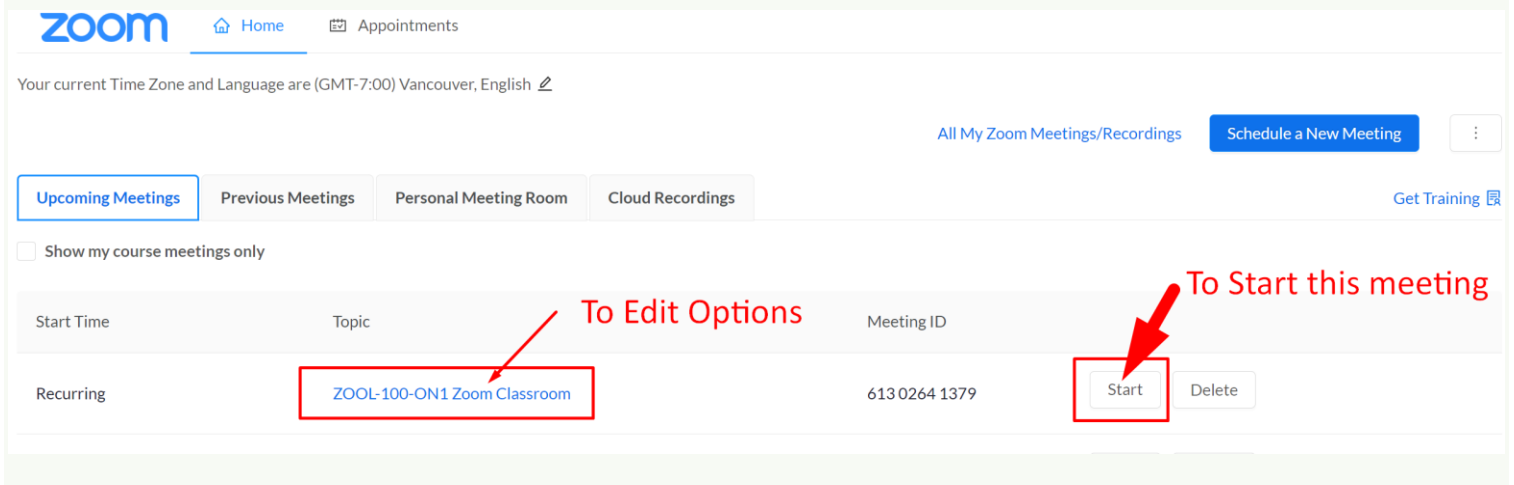 zoom Home Appointments
Your current Time Zone and Language are (GMT-7:00) Vancouver, English
All My Zoom Meetings/Recordings Schedule a New Meeting
Upcoming Meetings Previous Meetings Personal Meeting Room Cloud Recordings Get Training
Show my course meetings only
To Start this meeting
To Edit Options
Start Time Topic Meeting ID
Recurring ZOOL-100-ON1 Zoom Classroom 613 0264 1379 Start Delete